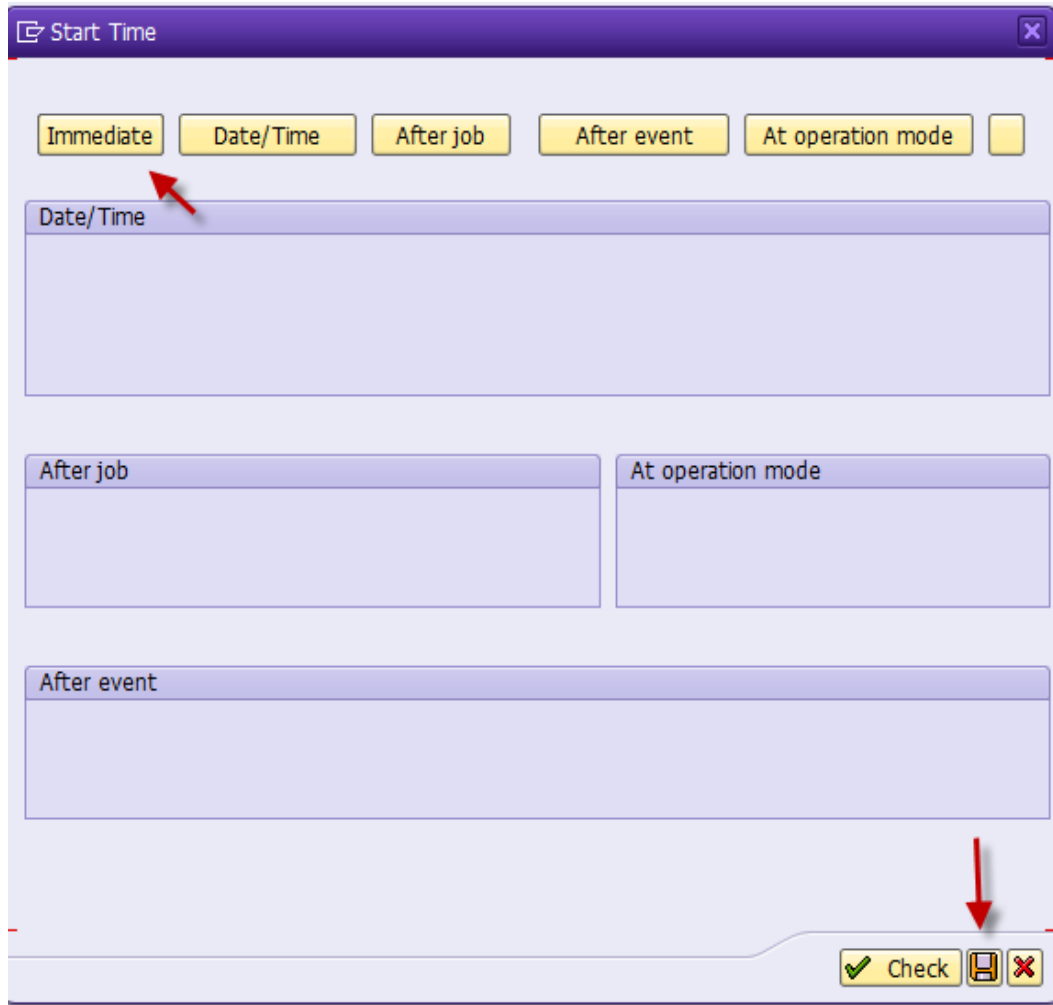 Start Time
Immediate Date/Time After job After event At operation mode
Date/Time
After job At operation mode
After event
Check